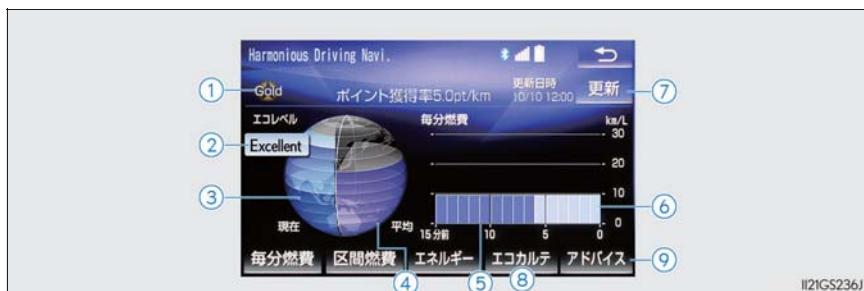 Harmonious Driving Navi.
① Gold
ポイント獲得率5.0pt/km
更新日時
10/10 12:00
更新 ⑦
エコレベル
毎分燃費
km/L
30
② Excellent
20
③
10
⑥
0
現在
平均
15分前 10 5 0
毎分燃費 区間燃費 エネルギー エコカルテ アドバイス ⑨
④ ⑤ ⑧
II21GS236J